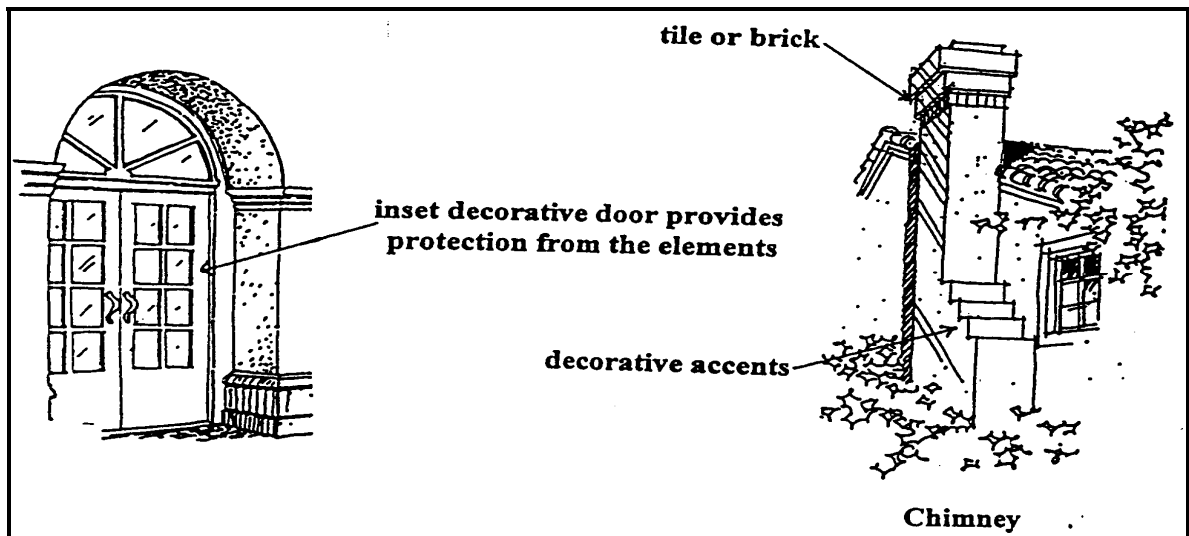 tile or brick
inset decorative door provides
protection from the elements
decorative accents
Chimney